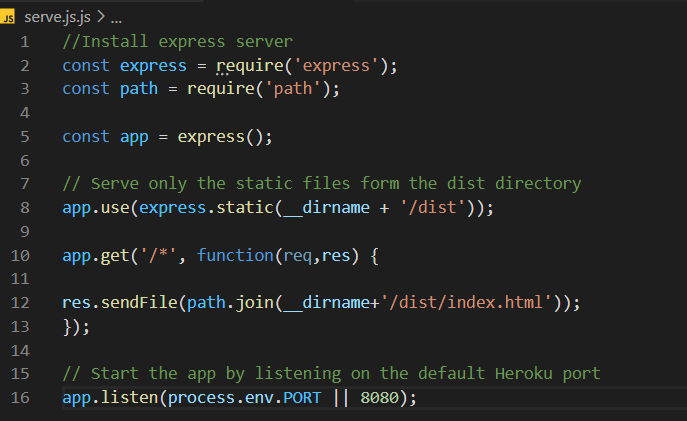 JS serve.js.js > ...
1 //Install express server
2 const express = require('express');
3 const path = require('path');
4
5 const app = express();
6
7 // Serve only the static files form the dist directory
8 app.use(express.static(__dirname + '/dist'));
9
10 app.get('/*', function(req,res) {
11
12 res.sendFile(path.join(__dirname+'/dist/index.html'));
13 });
14
15 // Start the app by listening on the default Heroku port
16 app.listen(process.env.PORT || 8080);